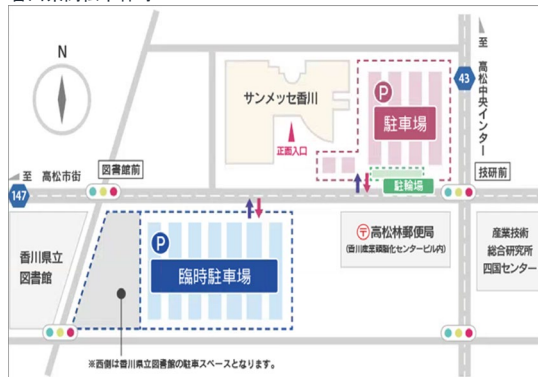 N
至
高松中央インター
43
サンメッセ香川
正面入口
P
駐車場
駐輪場
図書館前
技研前
至 高松市街
147
香川県立
図書館
P
臨時駐車場
〒高松林郵便局
(香川産業頭脳化センタービル内)
産業技術
総合研究所
四国センター
※西側は香川県立図書館の駐車スペースとなります。